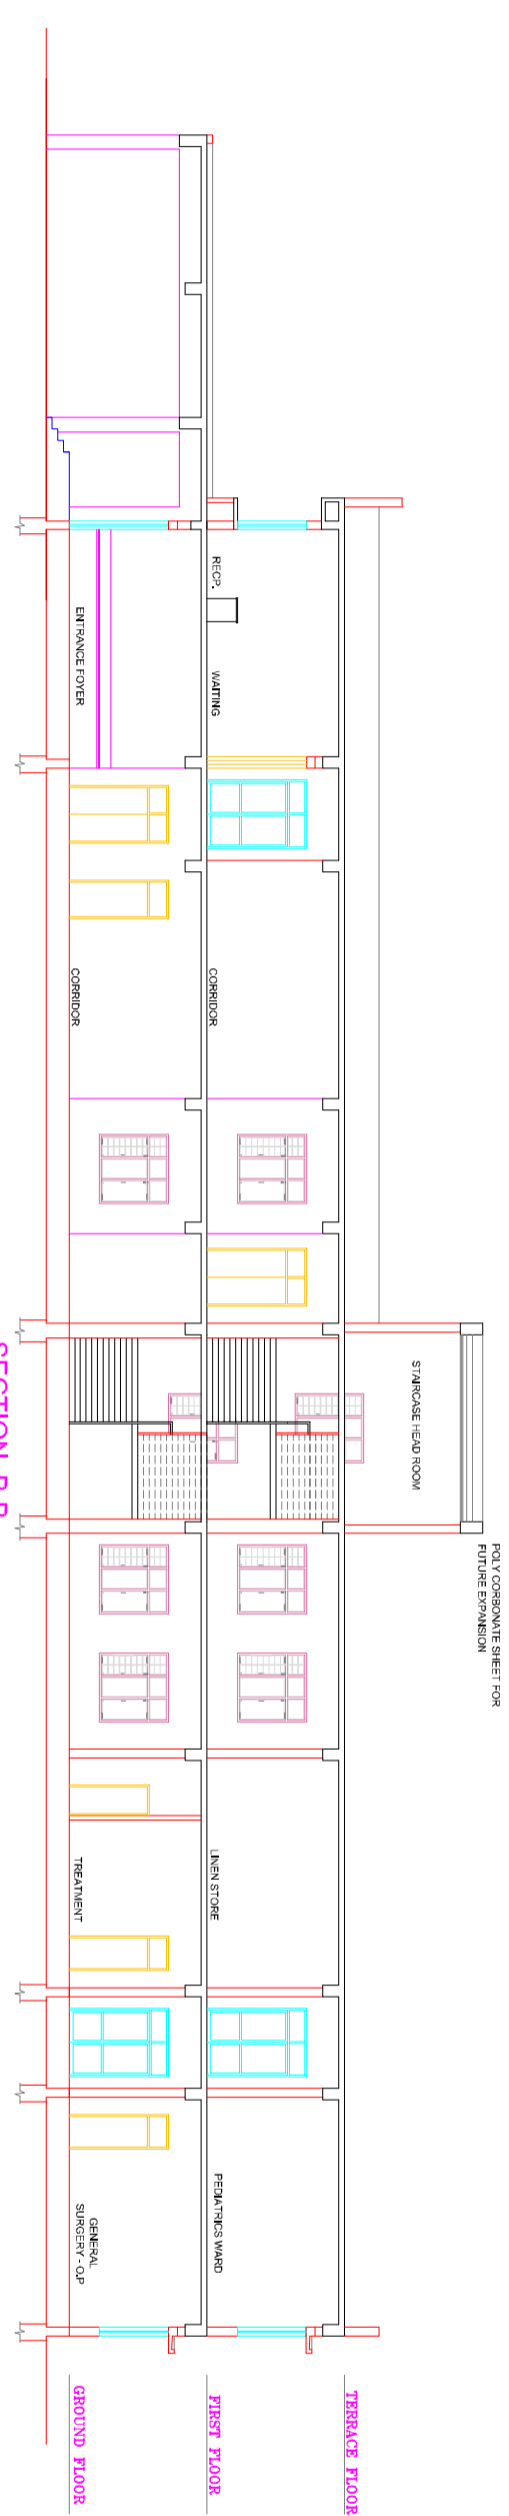 POLY CORBONATE SHEET FOR
FUTURE EXPANSION
STAIRCASE HEAD ROOM
TERRACE FLOOR
RECP.
WAITING
CORRIDOR
LINEN STORE
PEDIATRICS WARD
FIRST FLOOR
ENTRANCE FOYER
CORRIDOR
TREATMENT
GENERAL
SURGERY - O.P
GROUND FLOOR